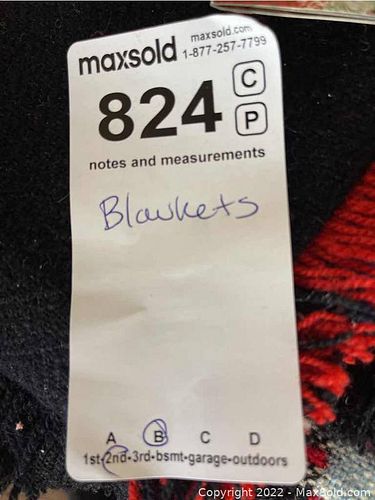 maxsold maxsold.com
1-877-257-7799
824 C
P
notes and measurements
Blankets
A B C D
1st-2nd-3rd-bsmt-garage-outdoors
Copyright 2022 - MaxSold.com